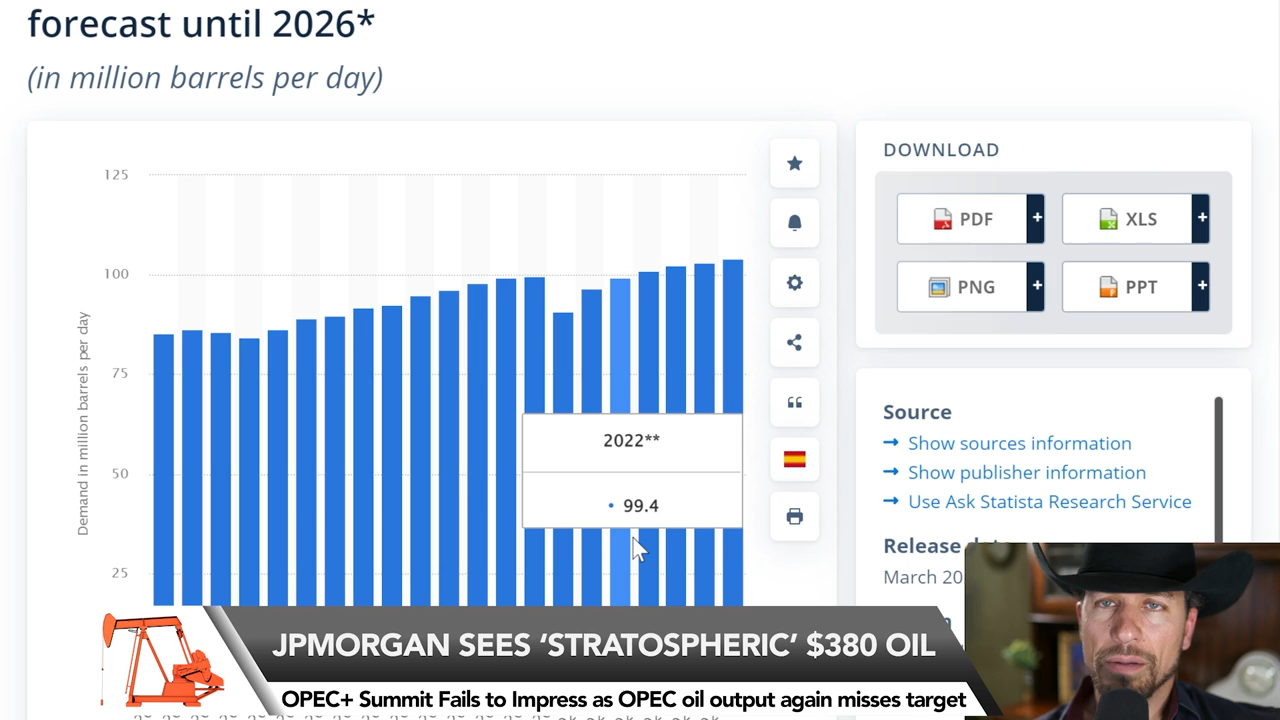 forecast until 2026*
(in million barrels per day)
125
100
75
50
25
Demand in million barrels per day
2022**
• 99.4
DOWNLOAD
PDF +
XLS +
PNG +
PPT +
Source
Show sources information
Show publisher information
Use Ask Statista Research Service
Release
March 20
JPMORGAN SEES ‘STRATOSPHERIC’ $380 OIL
OPEC+ Summit Fails to Impress as OPEC oil output again misses target